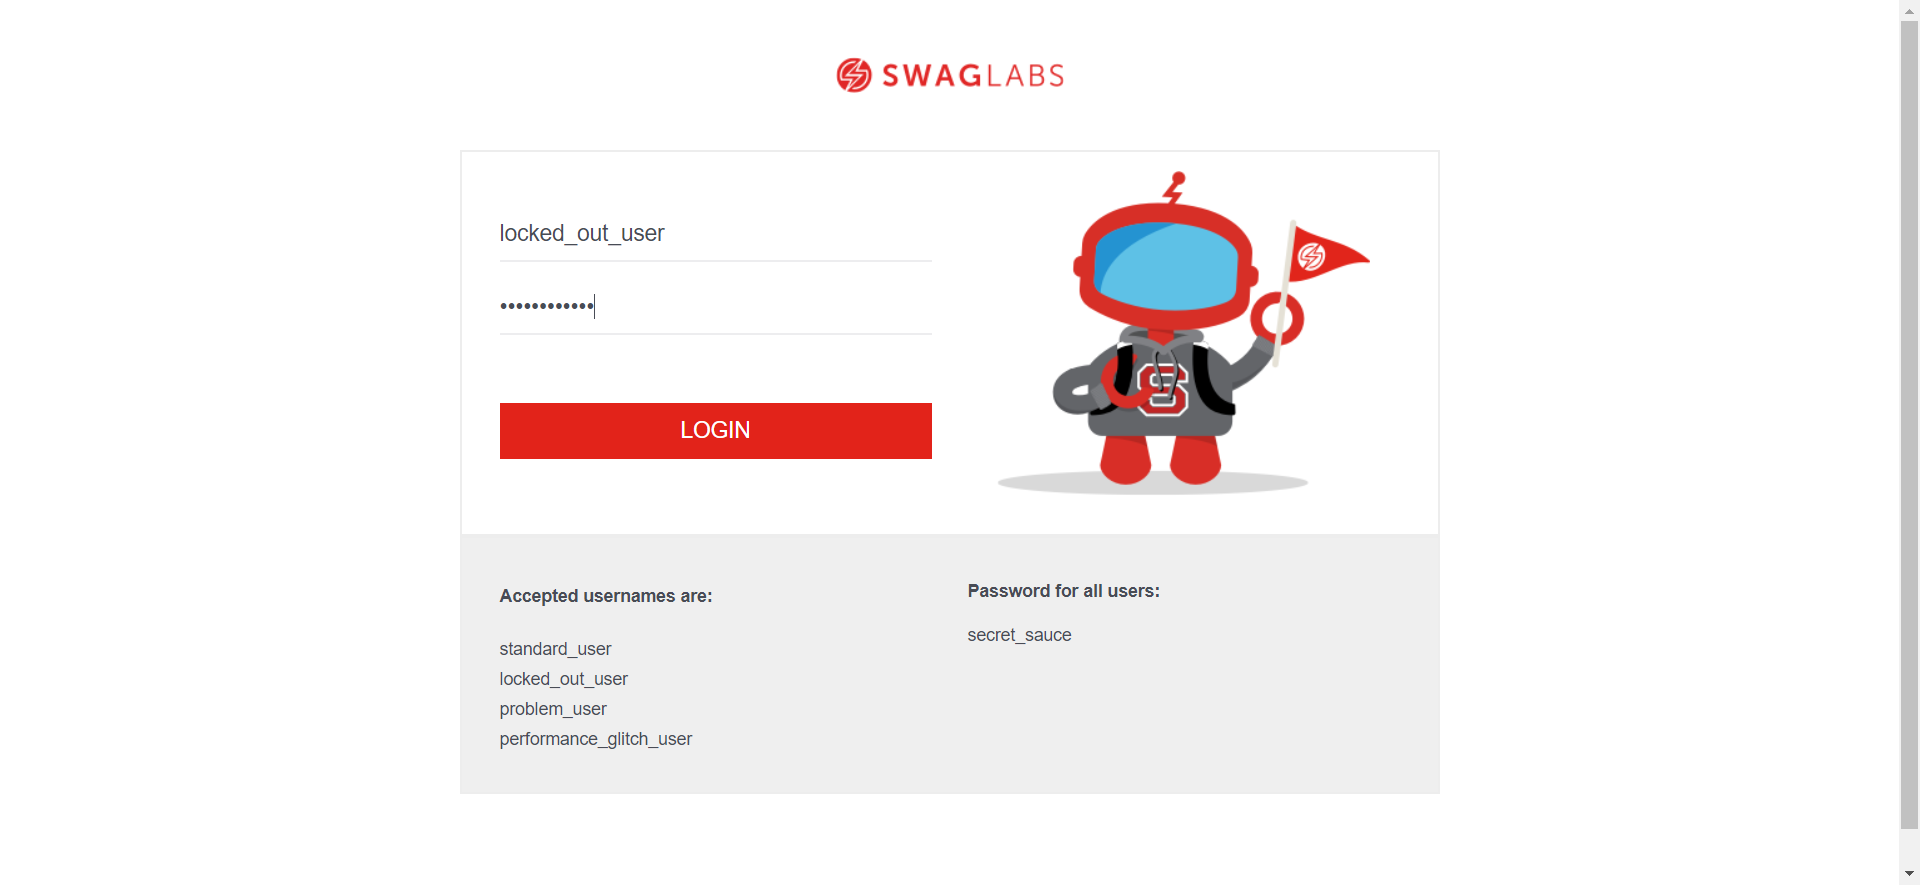 SWAGLABS
locked_out_user
••••••••••••
LOGIN
S
Accepted usernames are:
standard_user
locked_out_user
problem_user
performance_glitch_user
Password for all users:
secret_sauce